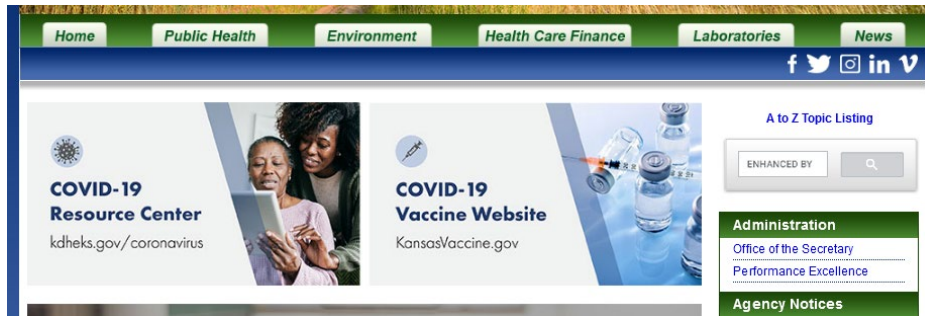 Home Public Health Environment Health Care Finance Laboratories News
COVID-19
Resource Center
kdheks.gov/coronavirus
COVID-19
Vaccine Website
KansasVaccine.gov
A to Z Topic Listing
ENHANCED BY
Administration
Office of the Secretary
Performance Excellence
Agency Notices